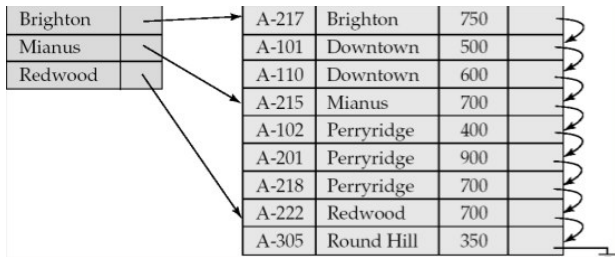 Brighton
Mianus
Redwood
A-217 Brighton 750
A-101 Downtown 500
A-110 Downtown 600
A-215 Mianus 700
A-102 Perryridge 400
A-201 Perryridge 900
A-218 Perryridge 700
A-222 Redwood 700
A-305 Round Hill 350